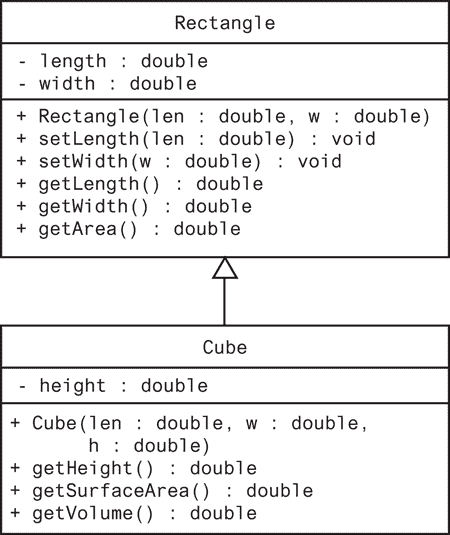 Rectangle
- length : double
- width : double
+ Rectangle(len : double, w : double)
+ setLength(len : double) : void
+ setWidth(w : double) : void
+ getLength() : double
+ getWidth() : double
+ getArea() : double
Cube
- height : double
+ Cube(len : double, w : double,
h : double)
+ getHeight() : double
+ getSurfaceArea() : double
+ getVolume() : double